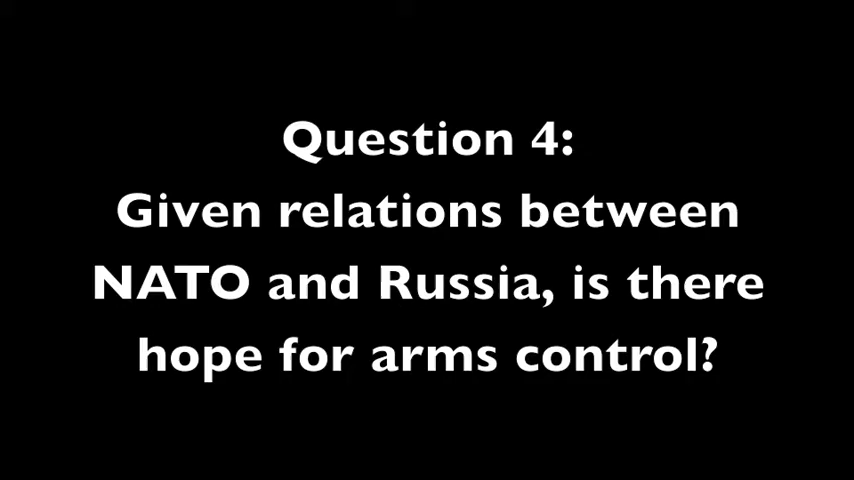 Question 4:
Given relations between
NATO and Russia, is there
hope for arms control?